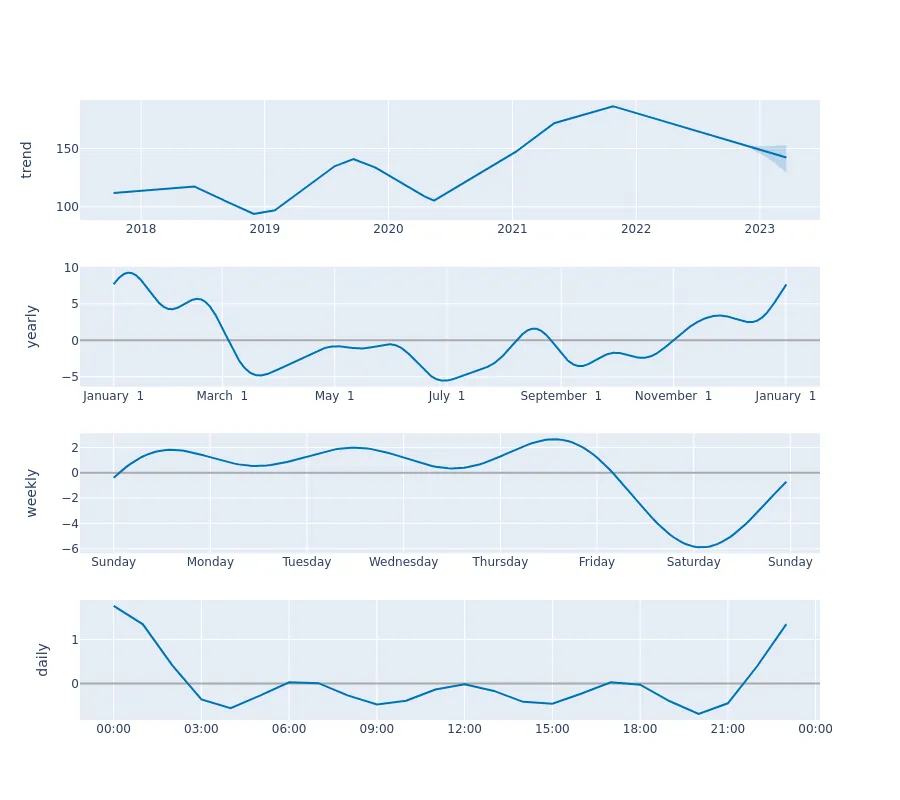 trend
150
100
2018 2019 2020 2021 2022 2023
yearly
10
5
0
−5
January 1 March 1 May 1 July 1 September 1 November 1 January 1
weekly
2
0
−2
−4
−6
Sunday Monday Tuesday Wednesday Thursday Friday Saturday Sunday
daily
1
0
00:00 03:00 06:00 09:00 12:00 15:00 18:00 21:00 00:00